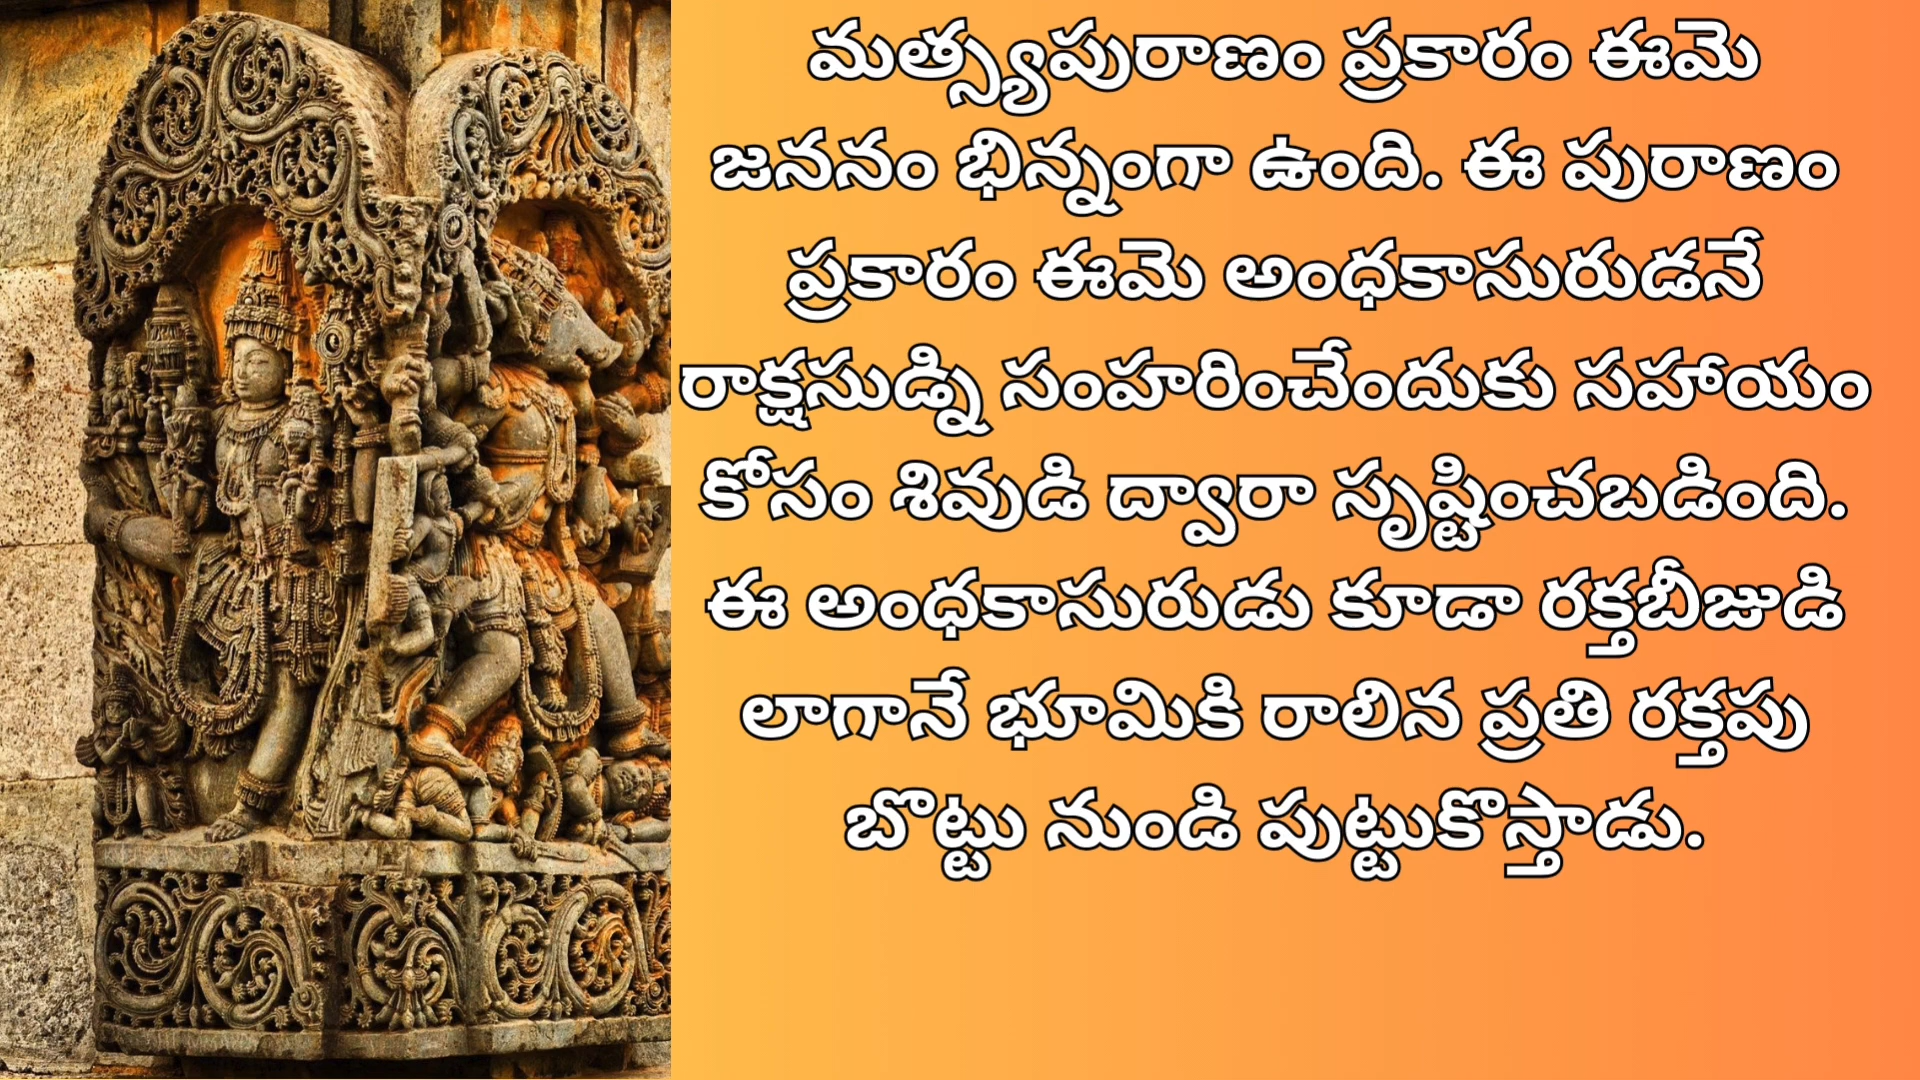 మత్స్యపురాణం ప్రకారం ఈమె
జననం భిన్నంగా ఉంది. ఈ పురాణం
ప్రకారం ఈమె అంధకాసురుడనే
రాక్షసుడ్ని సంహరించేందుకు సహాయం
కోసం శివుడి ద్వారా సృష్టించబడింది.
ఈ అంధకాసురుడు కూడా రక్తబీజుడి
లాగానే భూమికి రాలిన ప్రతి రక్తపు
బొట్టు నుండి పుట్టుకొస్తాడు.